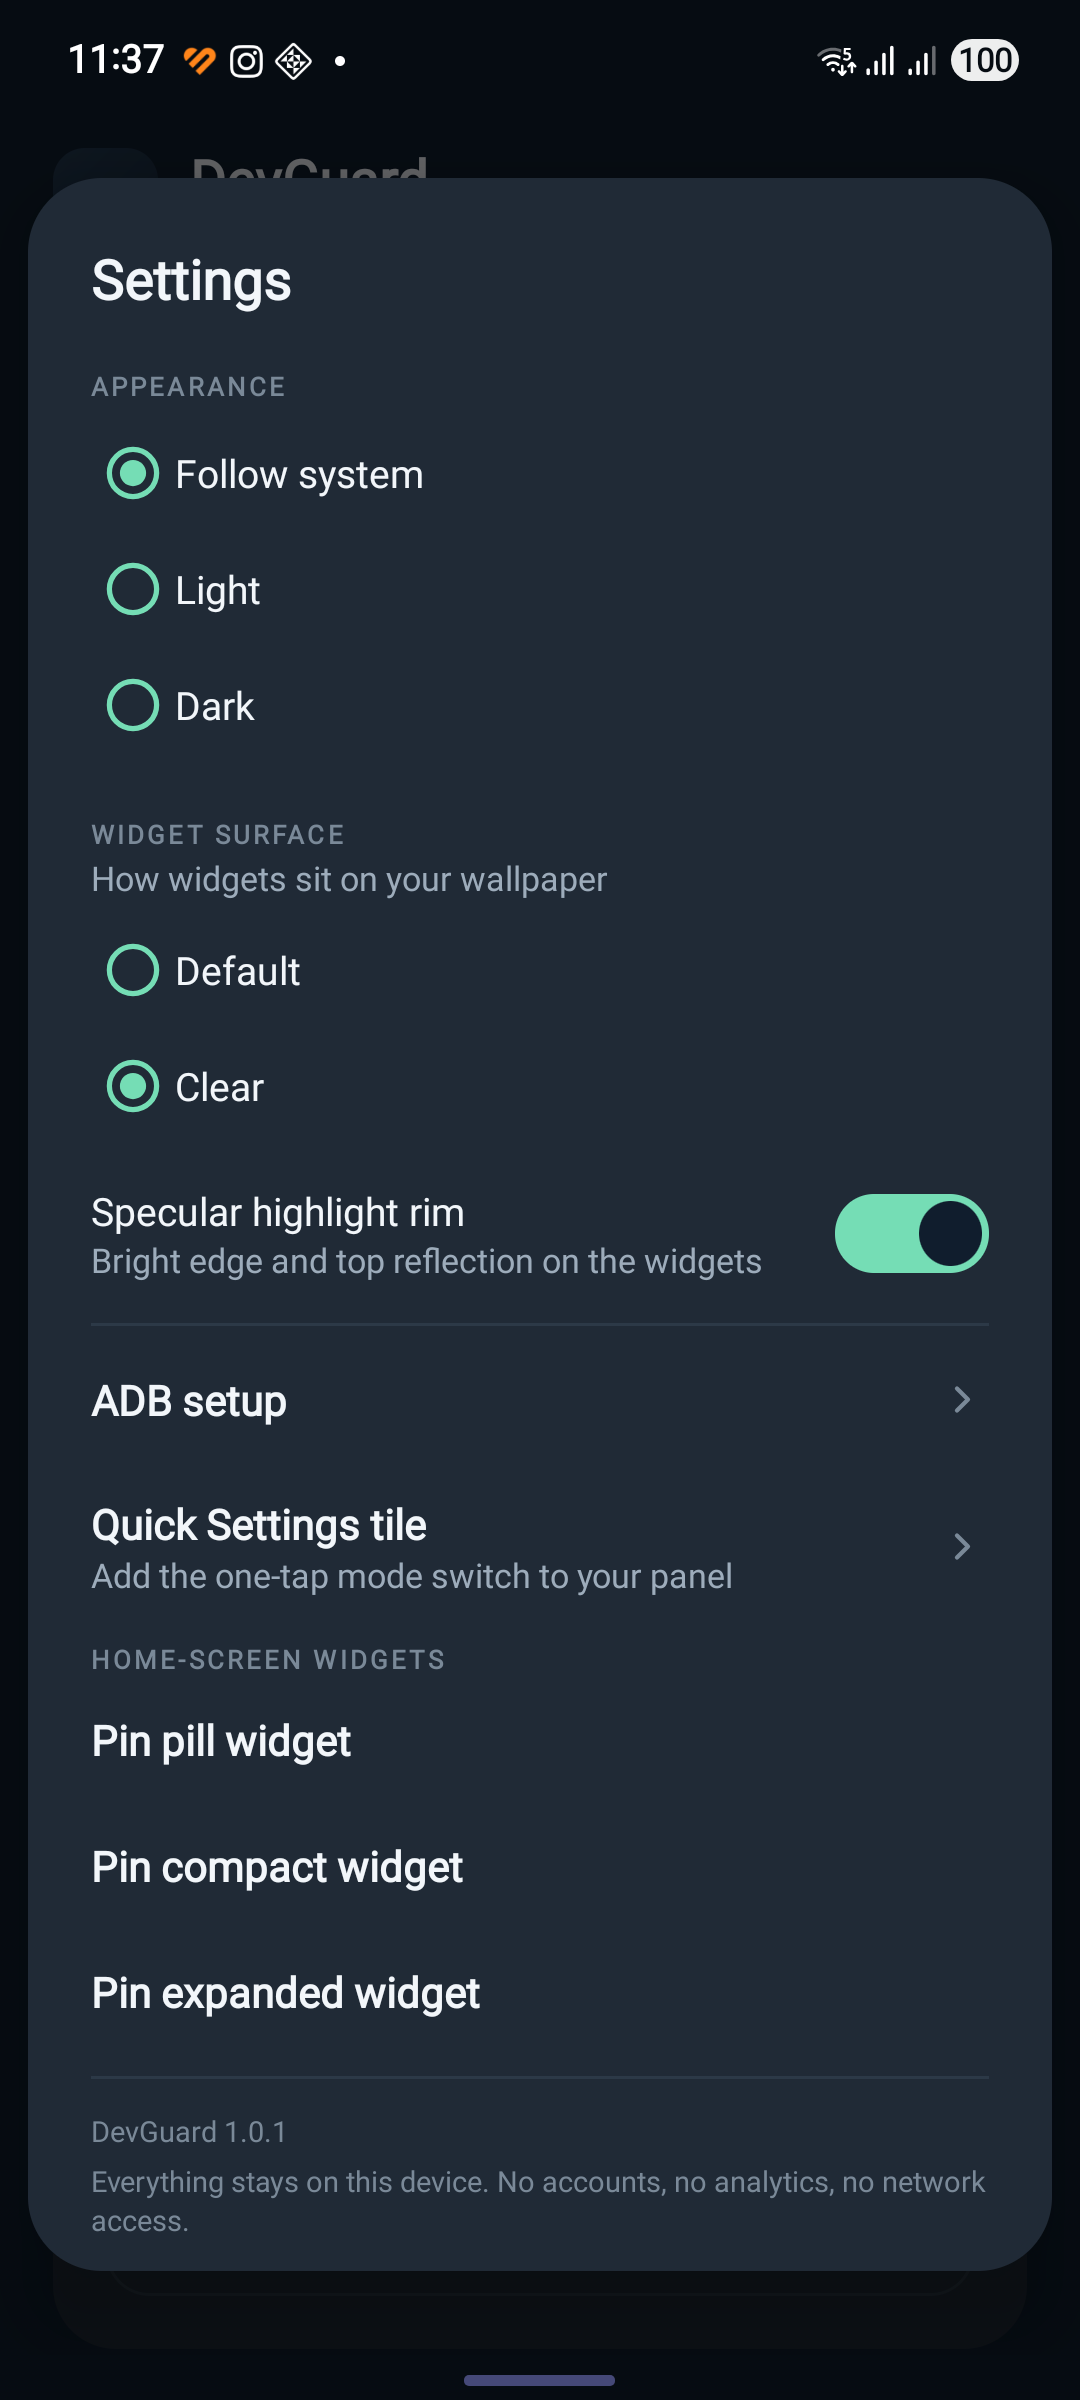 11:37
5
100
DevGuard
Settings
APPEARANCE
Follow system
Light
Dark
WIDGET SURFACE
How widgets sit on your wallpaper
Default
Clear
Specular highlight rim
Bright edge and top reflection on the widgets
ADB setup
Quick Settings tile
Add the one-tap mode switch to your panel
HOME-SCREEN WIDGETS
Pin pill widget
Pin compact widget
Pin expanded widget
DevGuard 1.0.1
Everything stays on this device. No accounts, no analytics, no network
access.